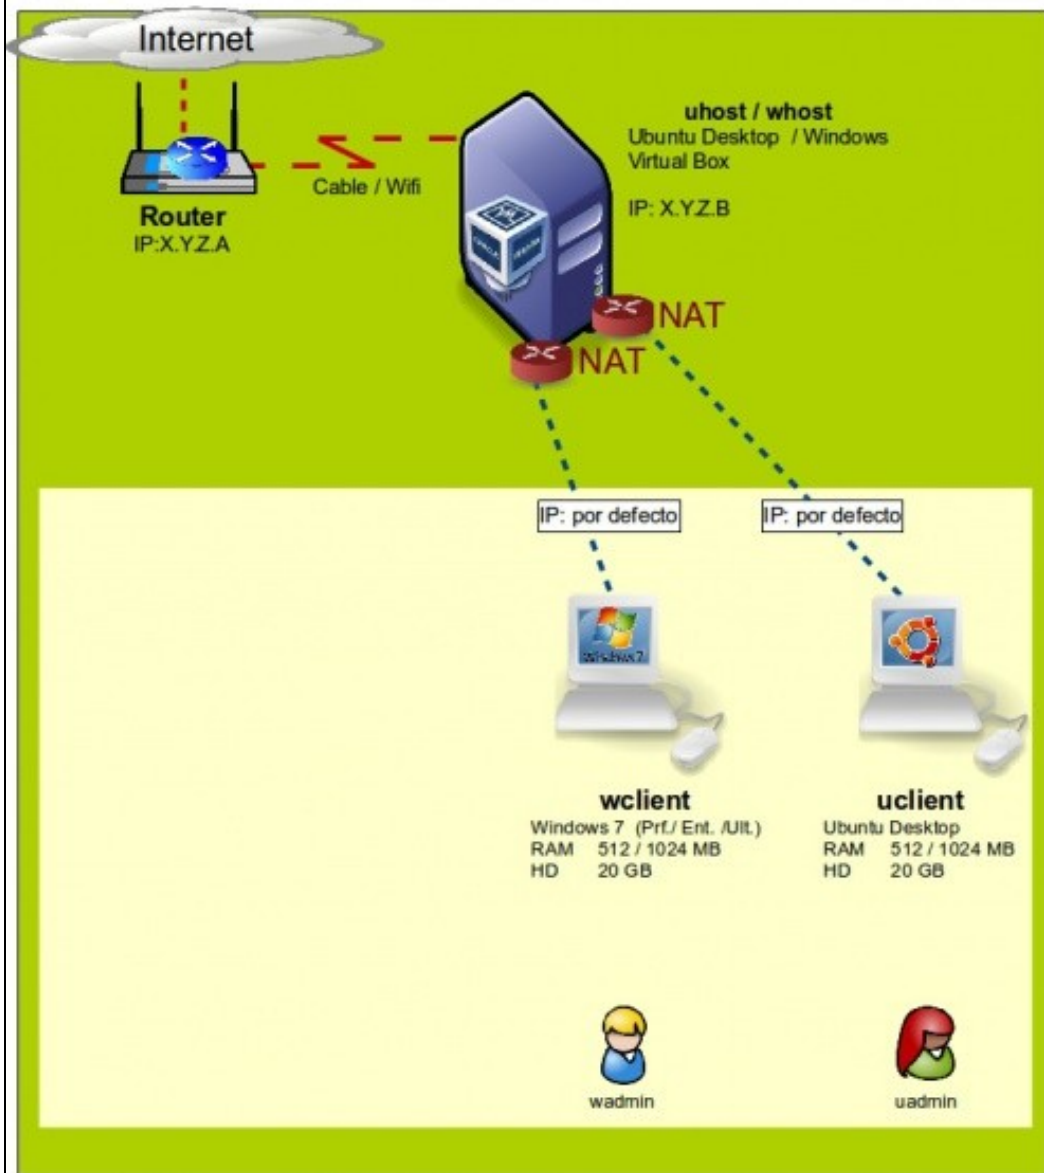 Internet
uhost / whost
Ubuntu Desktop / Windows
Virtual Box
IP: X.Y.Z.B
Cable / Wifi
Router
IP:X.Y.Z.A
NAT
NAT
IP: por defecto
IP: por defecto
Windows 7
wclient
Windows 7 (Prf./ Ent. /Ult.)
RAM 512 / 1024 MB
HD 20 GB
uclient
Ubuntu Desktop
RAM 512 / 1024 MB
HD 20 GB
wadmin
uadmin